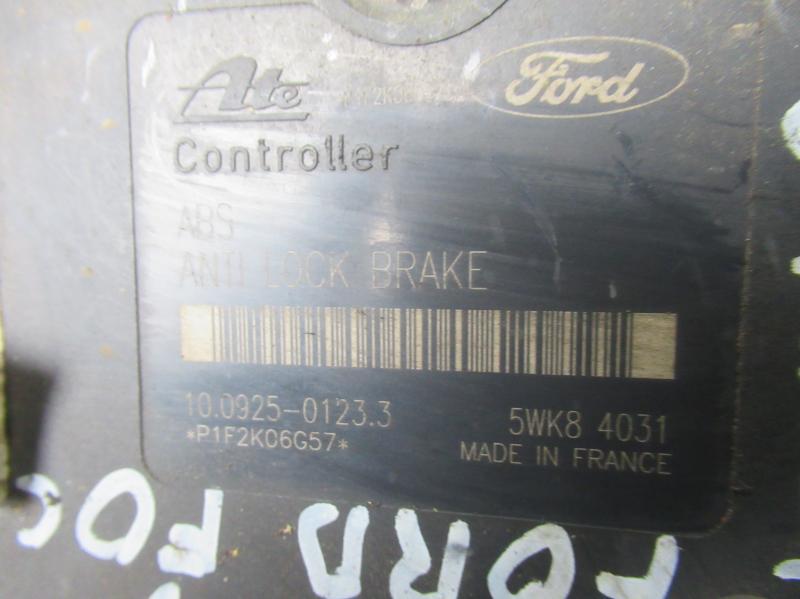 Ate Ford
Controller
ABS
ANTI LOCK BRAKE
10.0925-0123.3 5WK8 4031
*P1F2K06G57* MADE IN FRANCE
FORD FOC